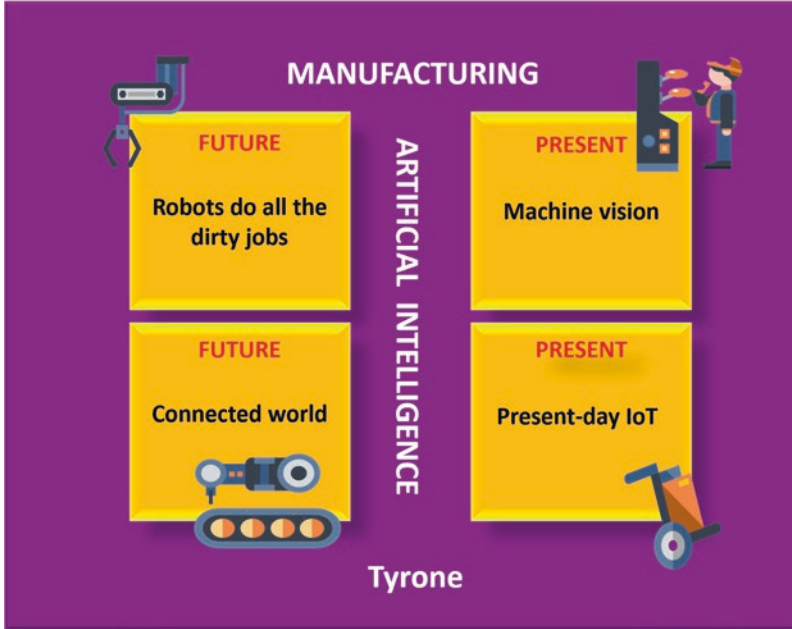 MANUFACTURING
FUTURE
Robots do all the
dirty jobs
ARTIFICIAL INTELLIGENCE
PRESENT
Machine vision
FUTURE
Connected world
PRESENT
Present-day IoT
Tyrone